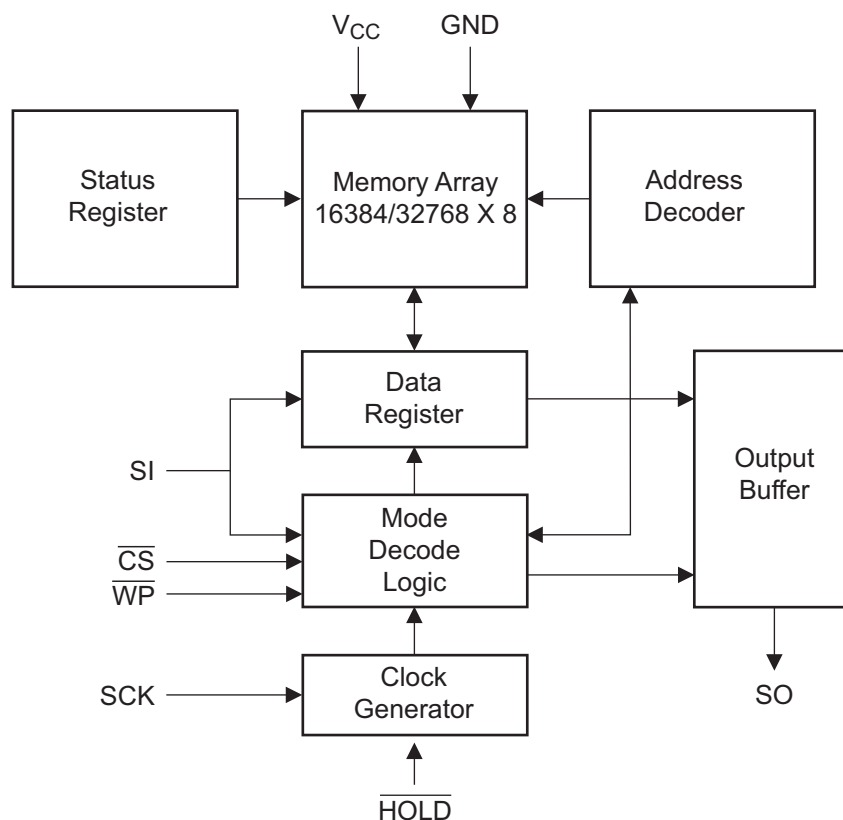 VCC
GND
Status
Register
Memory Array
16384/32768 X 8
Address
Decoder
Data
Register
SI
Output
Buffer
Mode
Decode
Logic
CS
WP
Clock
Generator
SCK
SO
HOLD